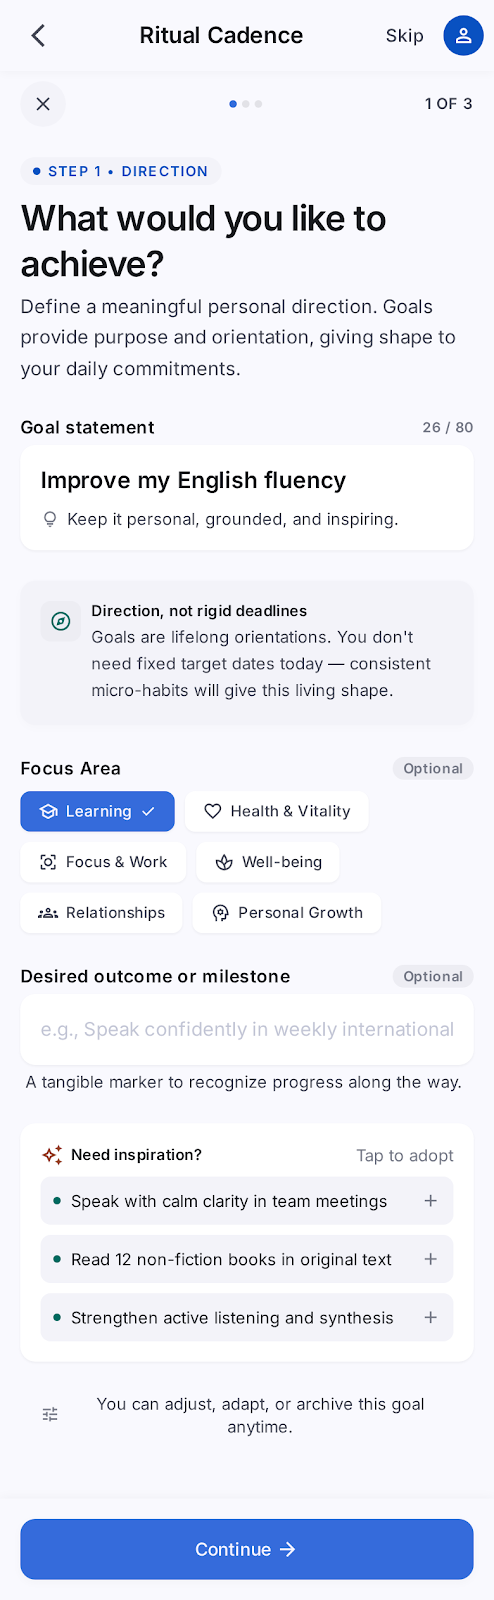 Ritual Cadence
Skip
1 OF 3
STEP 1 • DIRECTION
What would you like to
achieve?
Define a meaningful personal direction. Goals
provide purpose and orientation, giving shape to
your daily commitments.
Goal statement
26 / 80
Improve my English fluency
Keep it personal, grounded, and inspiring.
Direction, not rigid deadlines
Goals are lifelong orientations. You don't
need fixed target dates today — consistent
micro-habits will give this living shape.
Focus Area
Optional
Learning
Health & Vitality
Focus & Work
Well-being
Relationships
Personal Growth
Desired outcome or milestone
Optional
e.g., Speak confidently in weekly international
A tangible marker to recognize progress along the way.
Need inspiration?
Tap to adopt
Speak with calm clarity in team meetings
Read 12 non-fiction books in original text
Strengthen active listening and synthesis
You can adjust, adapt, or archive this goal
anytime.
Continue →